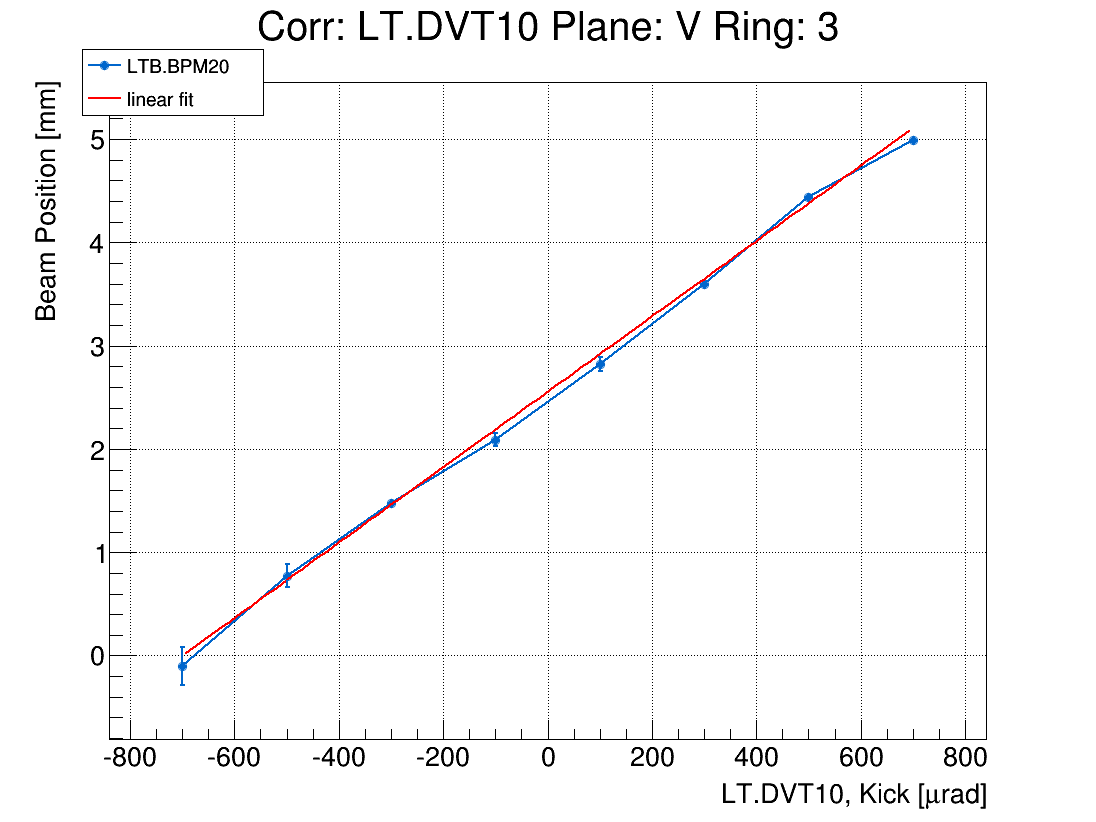 Corr: LT.DVT10 Plane: V Ring: 3
LTB.BPM20
linear fit
Beam Position [mm]
5
4
3
2
1
0
-800 -600 -400 -200 0 200 400 600 800
LT.DVT10, Kick [μrad]